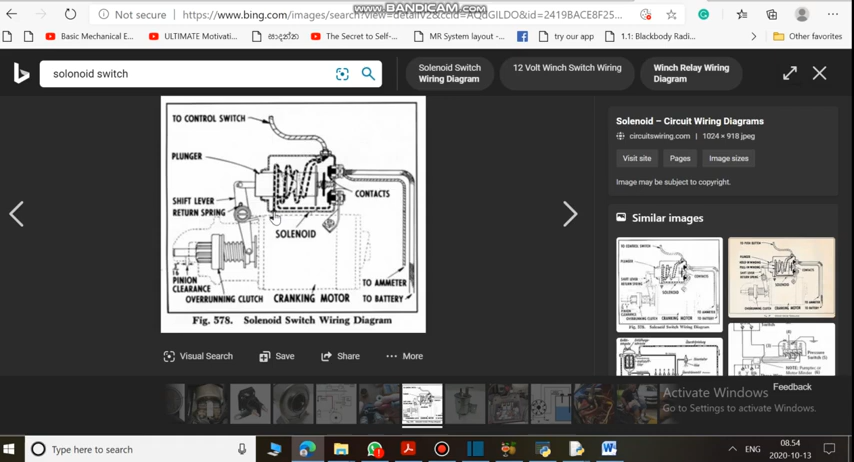 www.BANDICAM.com
Not secure | https://www.bing.com/images/search?view=detailV2&ccid=AQdGILDO&id=2419BACE8F25...
Basic Mechanical E...
ULTIMATE Motivati...
The Secret to Self-...
MR System layout -...
try our app
1.1: Blackbody Radi...
Other favorites
solonoid switch
Solenoid Switch
Wiring Diagram
12 Volt Winch Switch Wiring
Winch Relay Wiring
Diagram
TO CONTROL SWITCH
PLUNGER
SHIFT LEVER
RETURN SPRING
CONTACTS
SOLENOID
PINION
CLEARANCE
OVERRUNNING CLUTCH
CRANKING MOTOR
TO AMMETER
TO BATTERY
Fig. 578. Solenoid Switch Wiring Diagram
Visual Search
Save
Share
More
Solenoid – Circuit Wiring Diagrams
circuitswiring.com | 1024 × 918 jpeg
Visit site
Pages
Image sizes
Image may be subject to copyright.
Similar images
Feedback
Activate Windows
Go to Settings to activate Windows.
Type here to search
ENG
08.54
2020-10-13